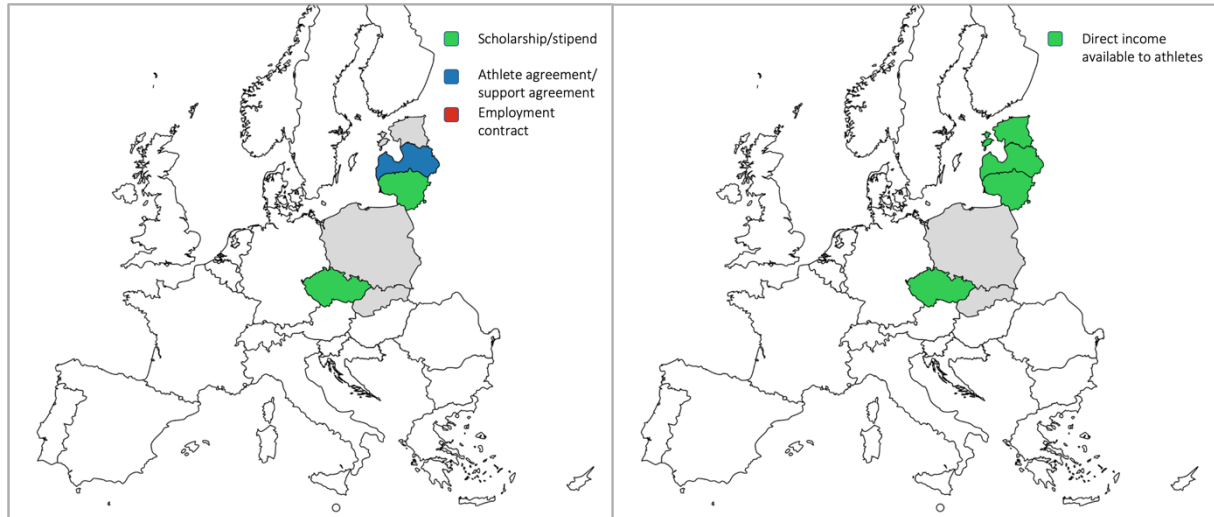 Scholarship/stipend
Athlete agreement/
support agreement
Employment
contract
Direct income
available to athletes